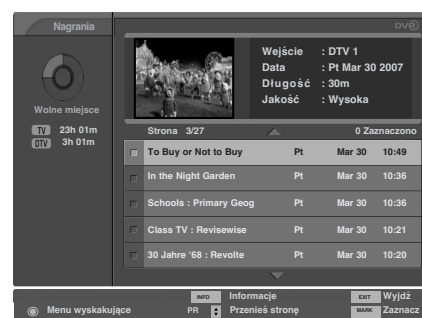 Nagrania
DVR
Wolne miejsce
TV 23h 01m
DTV 3h 01m
Wejście : DTV 1
Data : Pt Mar 30 2007
Długość : 30m
Jakość : Wysoka
Strona 3/27 0 Zaznaczono
To Buy or Not to Buy Pt Mar 30 10:49
In the Night Garden Pt Mar 30 10:36
Schools : Primary Geog Pt Mar 30 10:36
Class TV : Revisewise Pt Mar 30 10:21
30 Jahre '68 : Revolte Pt Mar 30 10:20
INFO Informacje EXIT Wyjdź
Menu wyskakujące PR Przenieś stronę MARK Zaznacz